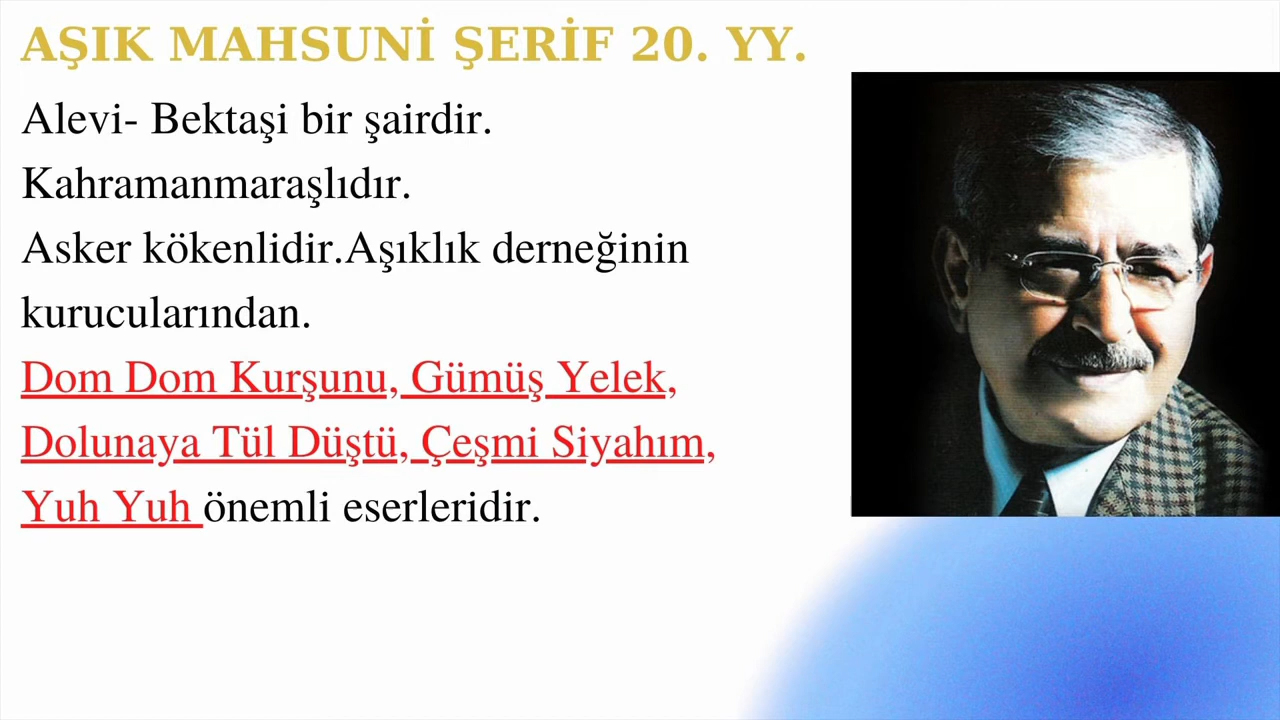 AŞIK MAHSUNİ ŞERİF 20. YY.
Alevi- Bektaşi bir şairdir.
Kahramanmaraşlıdır.
Asker kökenlidir.Aşıklık derneğinin
kurucularından.
Dom Dom Kurşunu, Gümüş Yelek,
Dolunaya Tül Düştü, Çeşmi Siyahım,
Yuh Yuh önemli eserleridir.